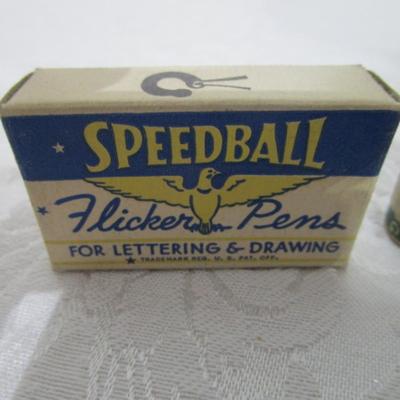 SPEEDBALL
Flicker Pens
FOR LETTERING & DRAWING
TRADEMARK REG. U. S. PAT. OFF.